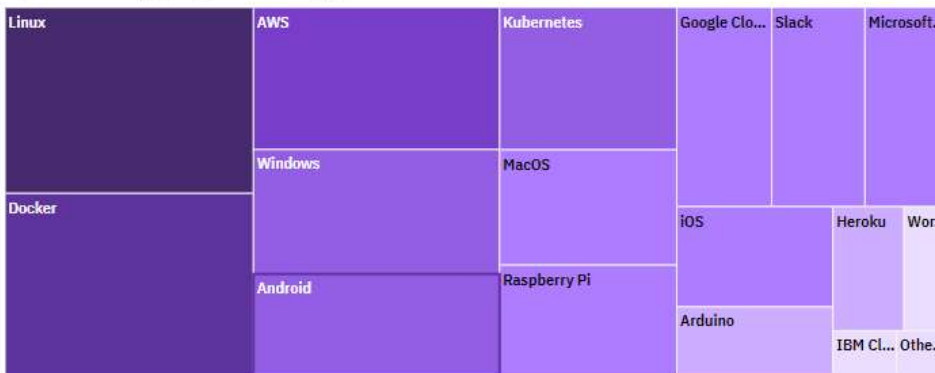 Linux
AWS
Kubernetes
Google Clo...
Slack
Microsoft.
Windows
MacOS
Docker
iOS
Heroku
Wor
Raspberry Pi
Android
Arduino
IBM Cl...
Othe.